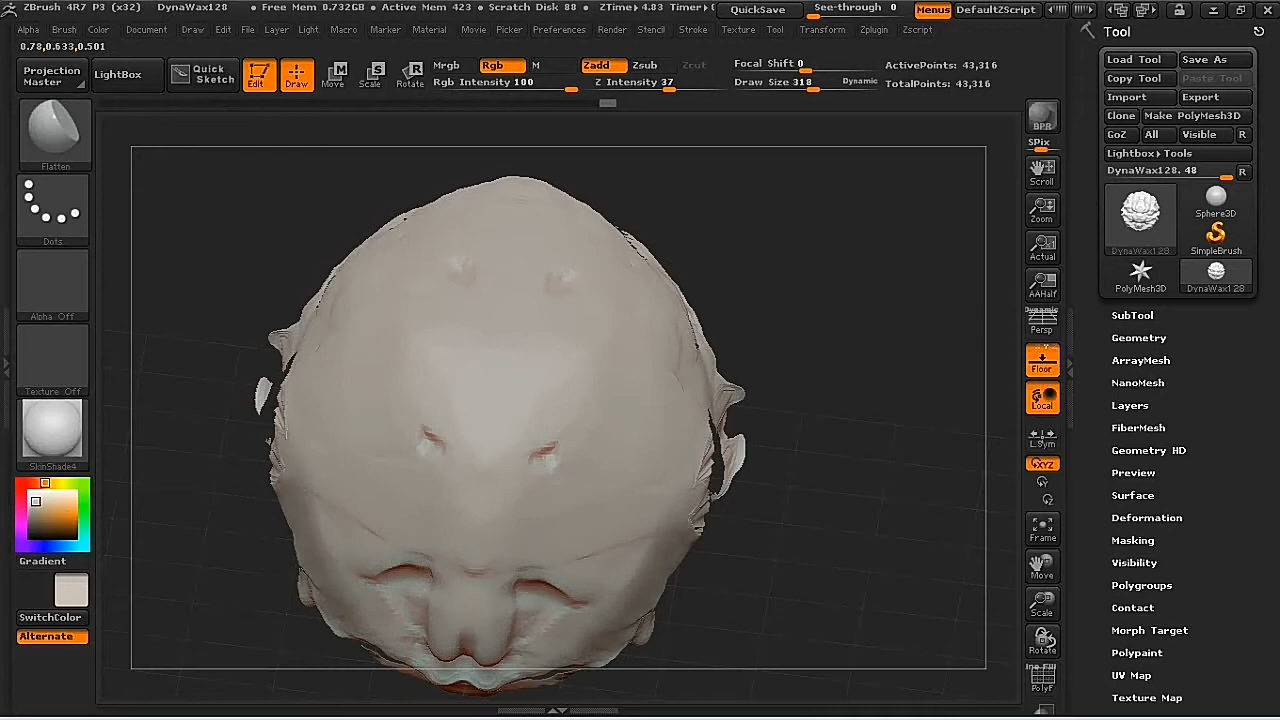 ZBrush 4R7 P3 (x32) DynaWax128 • Free Mem 0.732GB • Active Mem 423 • Scratch Disk 88 • ZTime▸4.83 Timer▸ QuickSave See-through 0 Menus DefaultZScript
Alpha Brush Color Document Draw Edit File Layer Light Macro Marker Material Movie Picker Preferences Render Stencil Stroke Texture Tool Transform Zplugin Zscript
0.78,0.633,0.501
Projection Master
LightBox
Quick Sketch
Edit
Draw
Move
Scale
Rotate
Mrgb Rgb M
Rgb Intensity 100
Zadd Zsub Zcut
Z Intensity 37
Focal Shift 0
Draw Size 318 Dynamic
ActivePoints: 43,316
TotalPoints: 43,316
Flatten
Dots
Alpha Off
Texture Off
SkinShade4
Gradient
SwitchColor
Alternate
BPR
SPix
Scroll
Zoom
Actual
AAHalf
Dynamic
Persp
Floor
Local
L.Sym
XYZ
Y
Z
Frame
Move
Scale
Rotate
Line Fill
PolyF
Tool
Load Tool Save As
Copy Tool Paste Tool
Import Export
Clone Make PolyMesh3D
GoZ All Visible R
Lightbox▸Tools
DynaWax128. 48 R
DynaWax128
Sphere3D
SimpleBrush
PolyMesh3D
DynaWax128
SubTool
Geometry
ArrayMesh
NanoMesh
Layers
FiberMesh
Geometry HD
Preview
Surface
Deformation
Masking
Visibility
Polygroups
Contact
Morph Target
Polypaint
UV Map
Texture Map